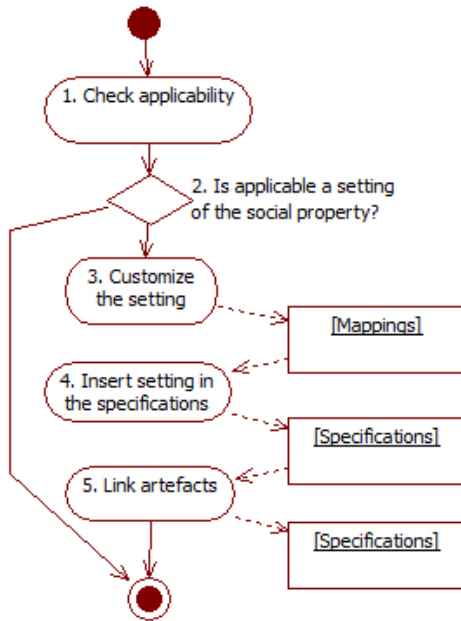 1. Check applicability
2. Is applicable a setting
of the social property?
3. Customize
the setting
[Mappings]
4. Insert setting in
the specifications
[Specifications]
5. Link artefacts
[Specifications]